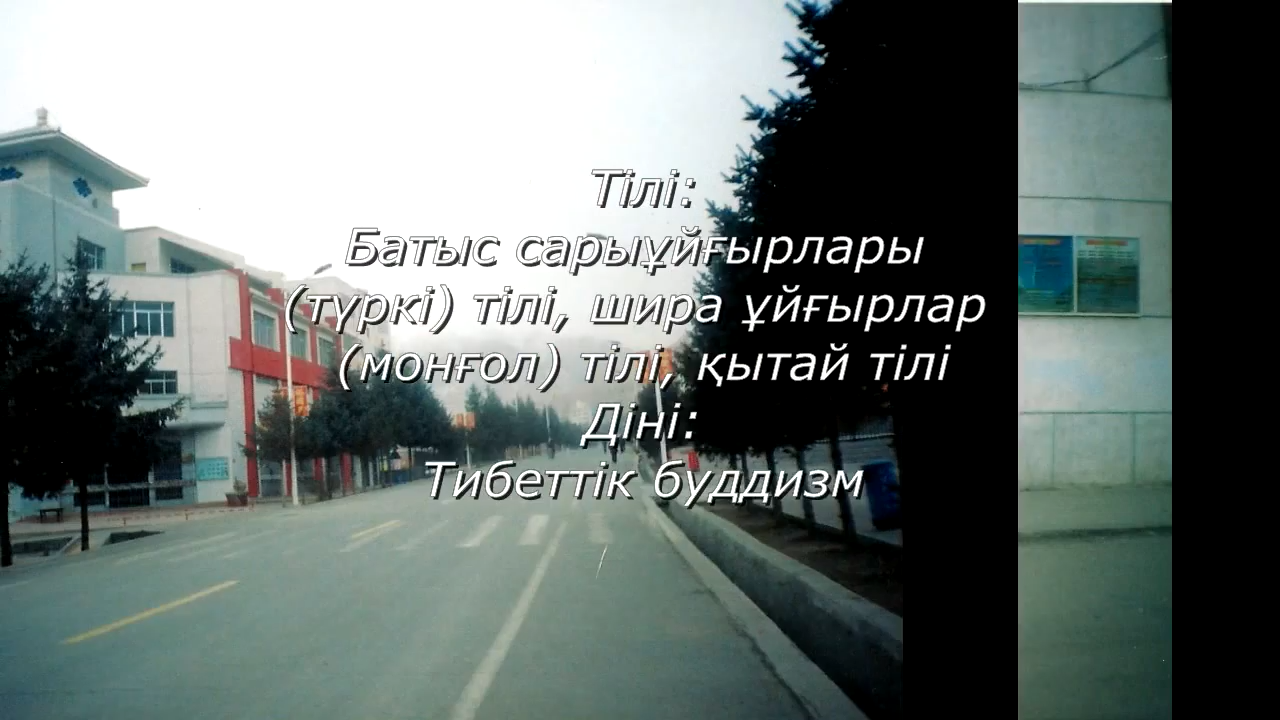 Тілі:
Батыс сарыұйғырлары
(түркі) тілі, шира ұйғырлар
(монғол) тілі, қытай тілі
Діні:
Тибеттік буддизм